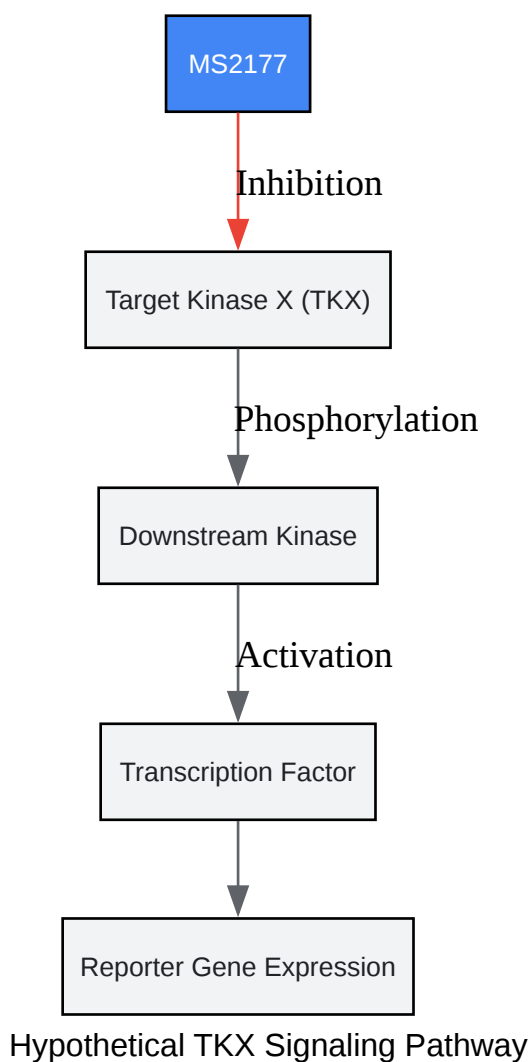 MS2177
Inhibition
Target Kinase X (TKX)
Phosphorylation
Downstream Kinase
Activation
Transcription Factor
Reporter Gene Expression
Hypothetical TKX Signaling Pathway